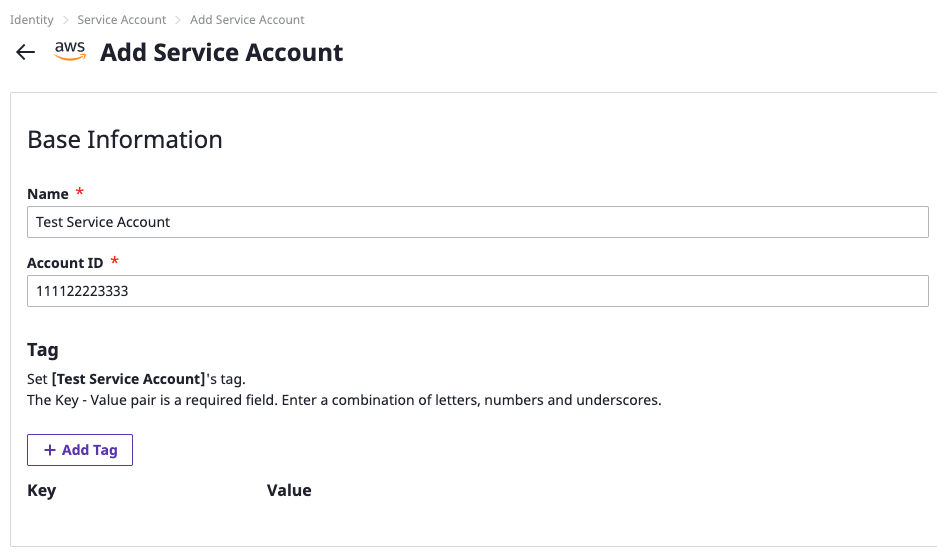 Identity > Service Account > Add Service Account
aws Add Service Account
Base Information
Name *
Test Service Account
Account ID *
111122223333
Tag
Set [Test Service Account]'s tag.
The Key - Value pair is a required field. Enter a combination of letters, numbers and underscores.
+ Add Tag
Key Value